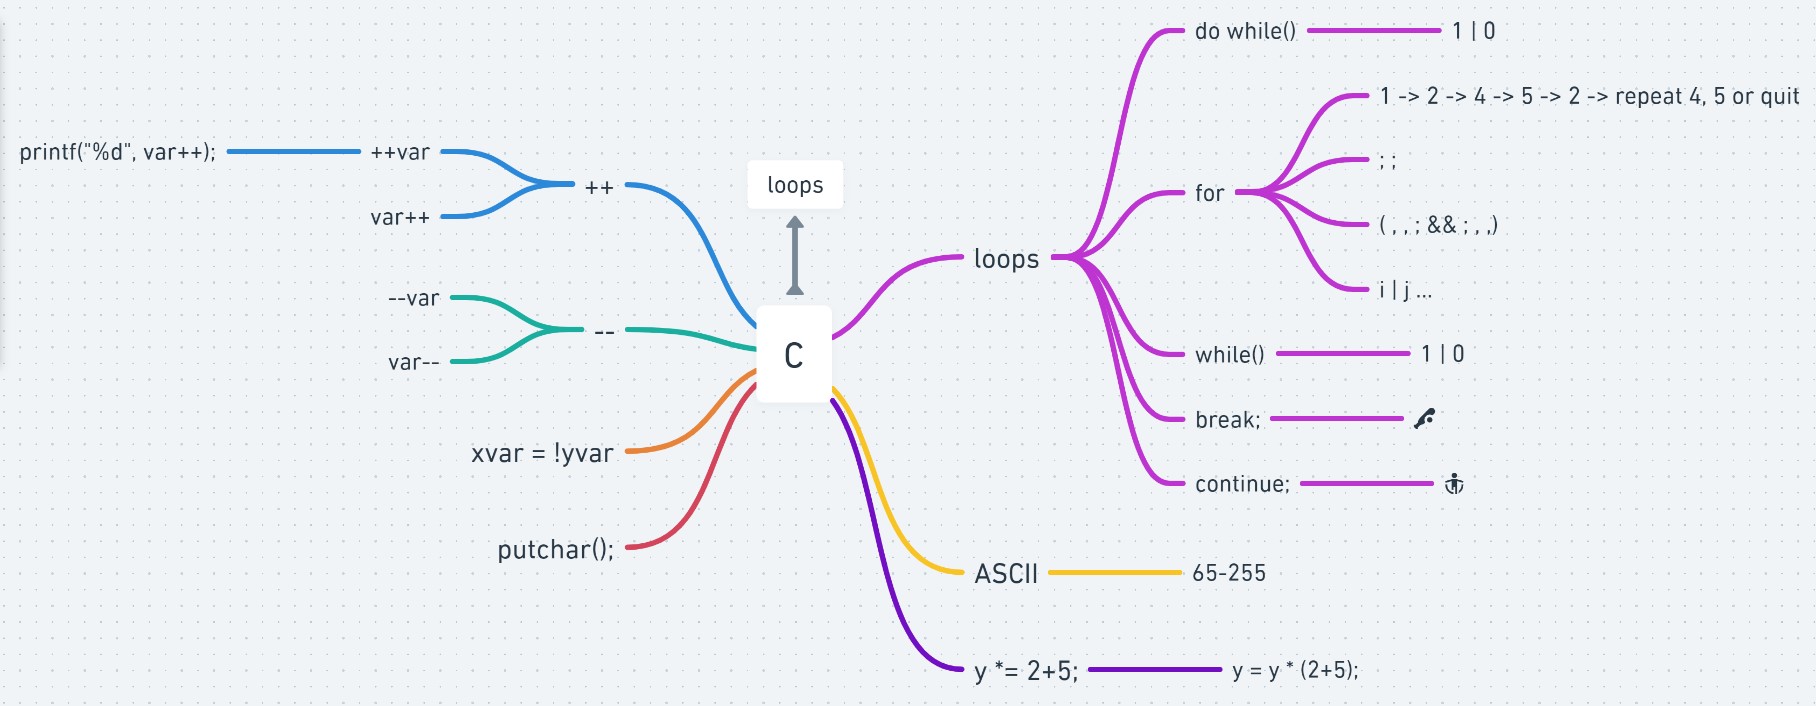 printf("%d", var++);
++var
var++
++
--var
var--
--
xvar = !yvar
putchar();
loops
C
loops
do while()
1 | 0
for
1 -> 2 -> 4 -> 5 -> 2 -> repeat 4, 5 or quit
; ;
( , , ; && ; , ,)
i | j ...
while()
1 | 0
break;
continue;
ASCII
65-255
y *= 2+5;
y = y * (2+5);